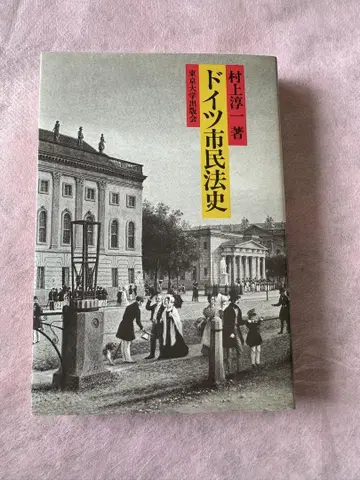 村上淳一 著
ドイツ市民法史
東京大学出版会